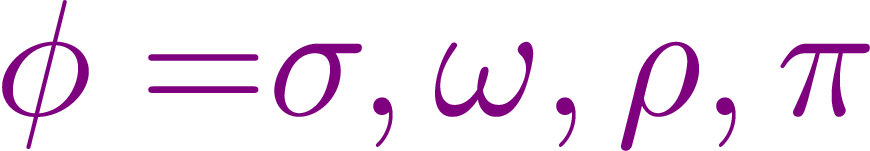 ϕ = σ, ω, ρ, π